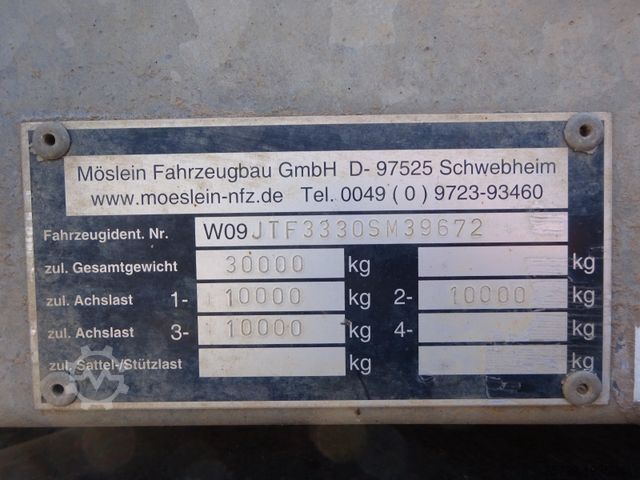 Möslein Fahrzeugbau GmbH D- 97525 Schwebheim
www.moeslein-nfz.de Tel. 0049 ( 0 ) 9723-93460
Fahrzeugident. Nr. W09JTF3330SM39672
zul. Gesamtgewicht 30000 kg kg
zul. Achslast 1- 10000 kg 2- 10000 kg
zul. Achslast 3- 10000 kg 4- kg
zul. Sattel-/Stützlast kg kg